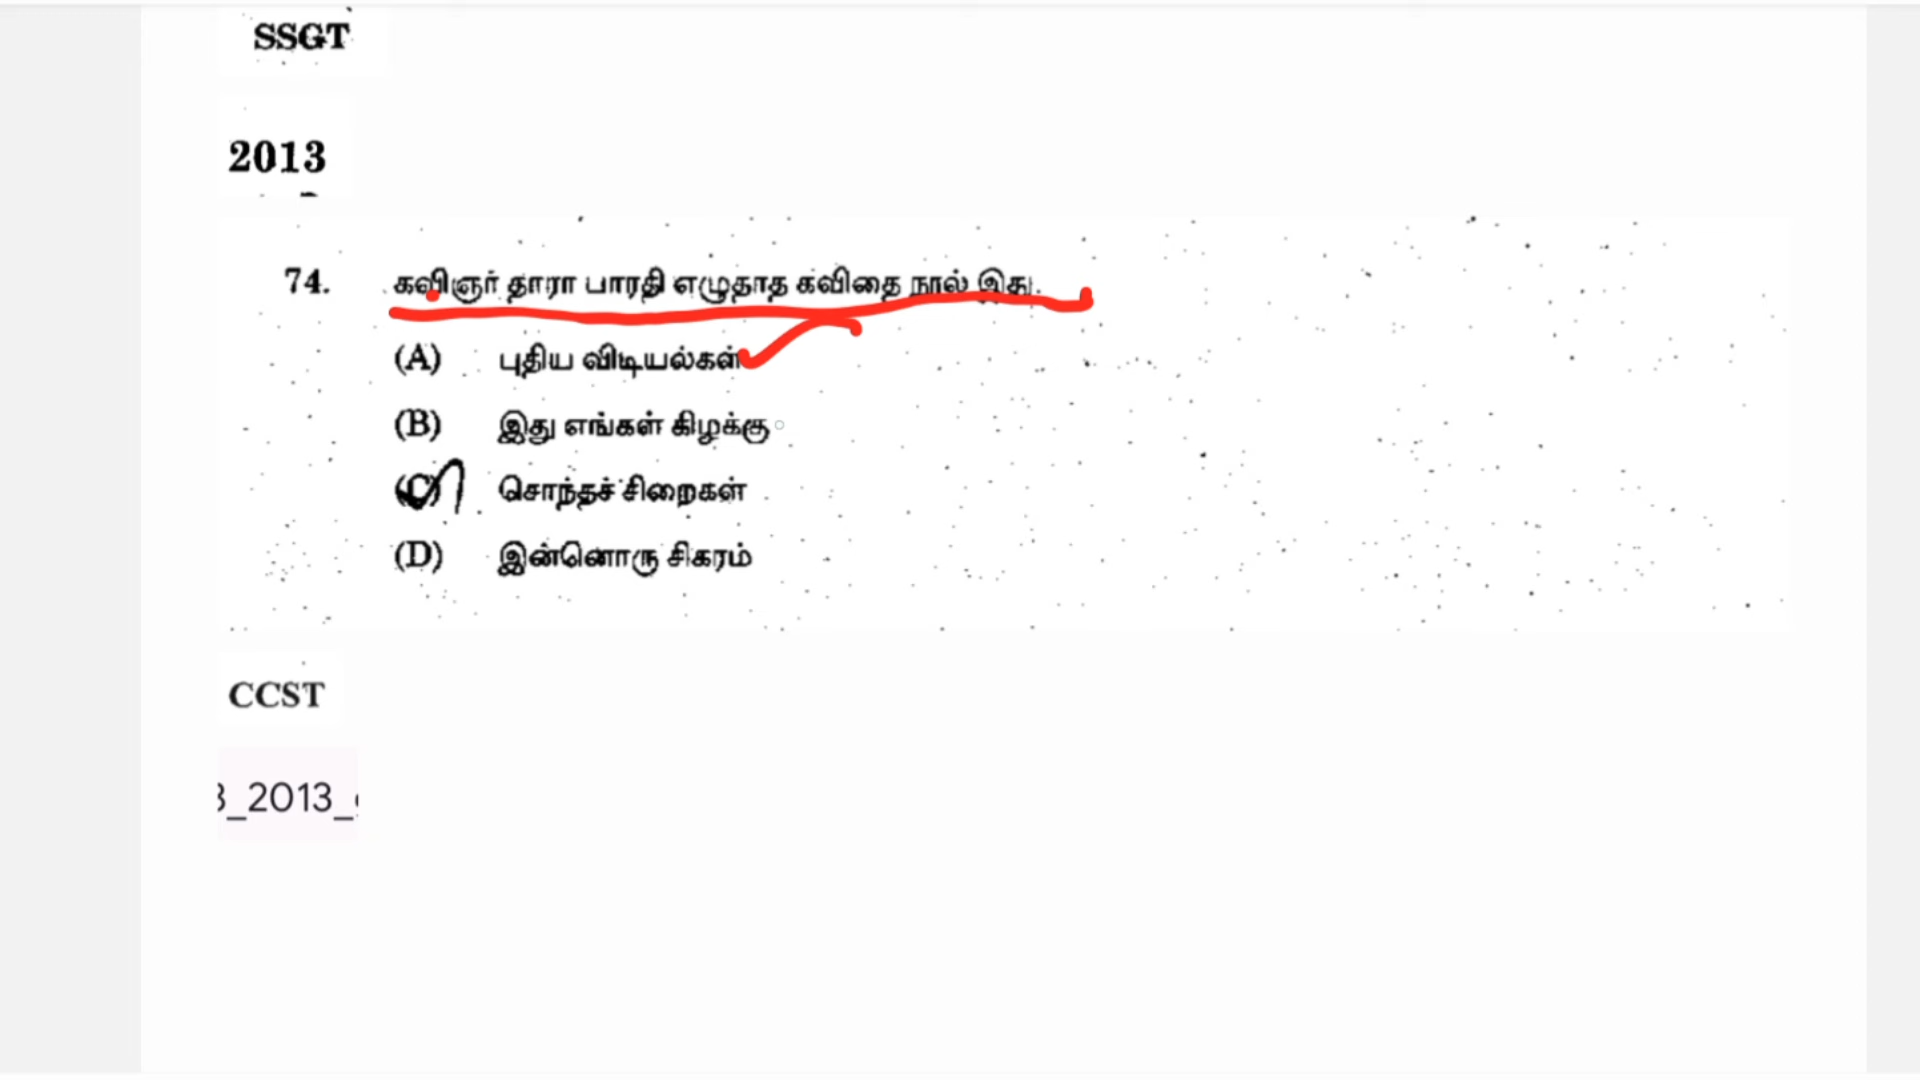 SSGT
2013
74. கவிஞர் தாரா பாரதி எழுதாத கவிதை நூல் இது.
(A) புதிய விடியல்கள்
(B) இது எங்கள் கிழக்கு
(C) சொந்தச் சிறைகள்
(D) இன்னொரு சிகரம்
CCST
3_2013_